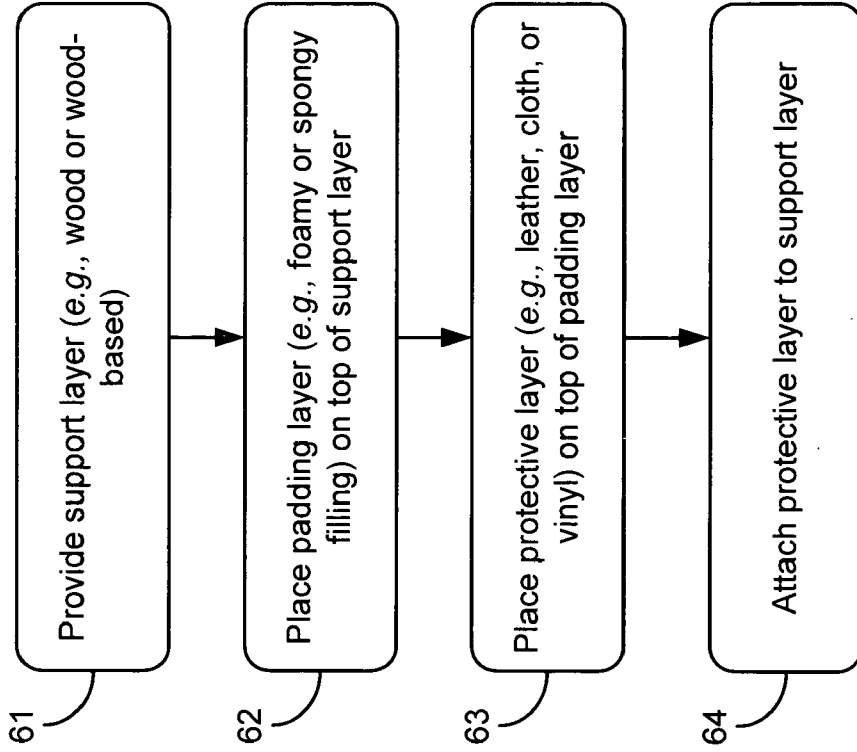 61
Provide support layer (e.g., wood or wood-
based)
62
Place padding layer (e.g., foamy or spongy
filling) on top of support layer
63
Place protective layer (e.g., leather, cloth, or
vinyl) on top of padding layer
64
Attach protective layer to support layer